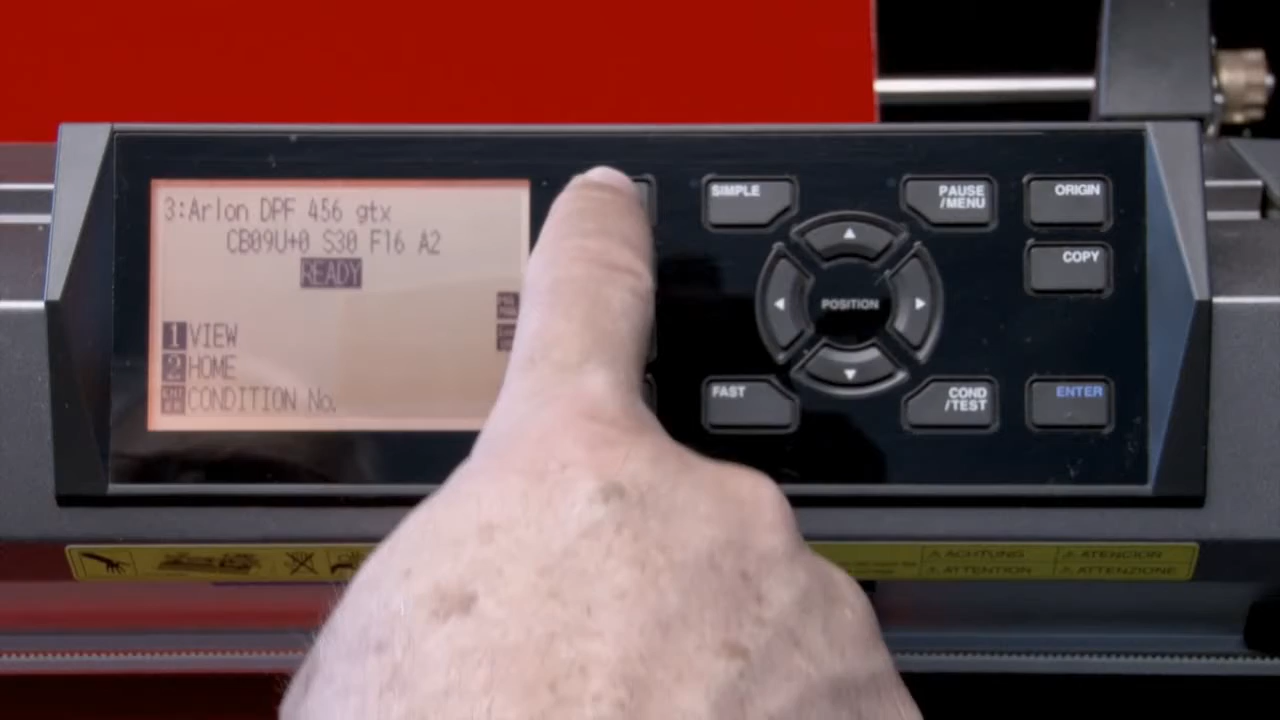 3:Arlon DPF 456 gtx
CB09U+0 S30 F16 A2
READY
1 VIEW
2 HOME
CONDITION No.
SIMPLE
PAUSE
/MENU
ORIGIN
COPY
POSITION
FAST
COND
/TEST
ENTER
⚠ ACHTUNG
⚠ ATENCION
⚠ ATTENTION
⚠ ATTENZIONE